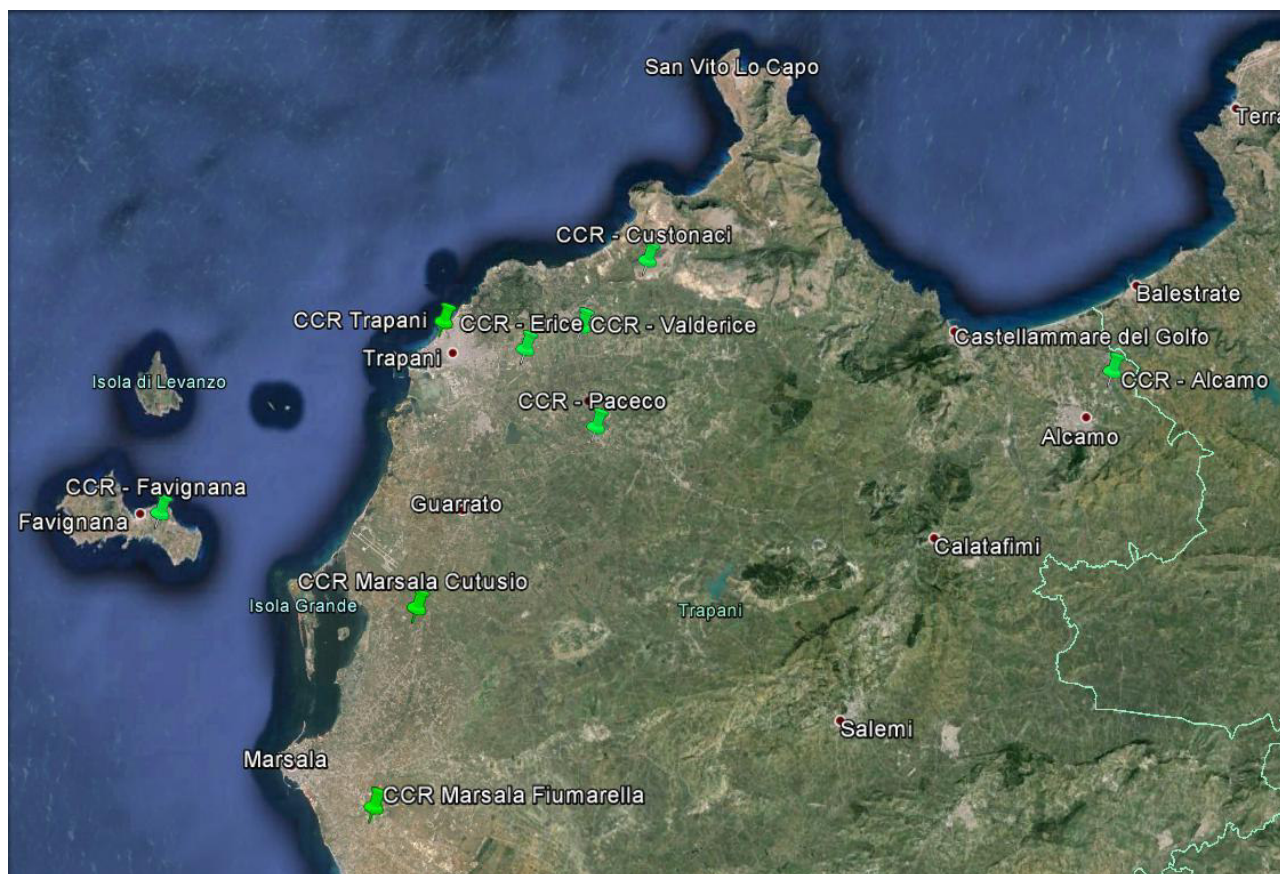 San Vito Lo Capo
Terra
CCR - Custonaci
Balestrate
CCR Trapani
CCR - Erice
CCR - Valderice
Castellammare del Golfo
Trapani
Isola di Levanzo
CCR - Alcamo
CCR - Paceco
Alcamo
CCR - Favignana
Guarrato
Favignana
Calatafimi
CCR Marsala Cutusio
Isola Grande
Trapani
Salemi
Marsala
CCR Marsala Fiumarella